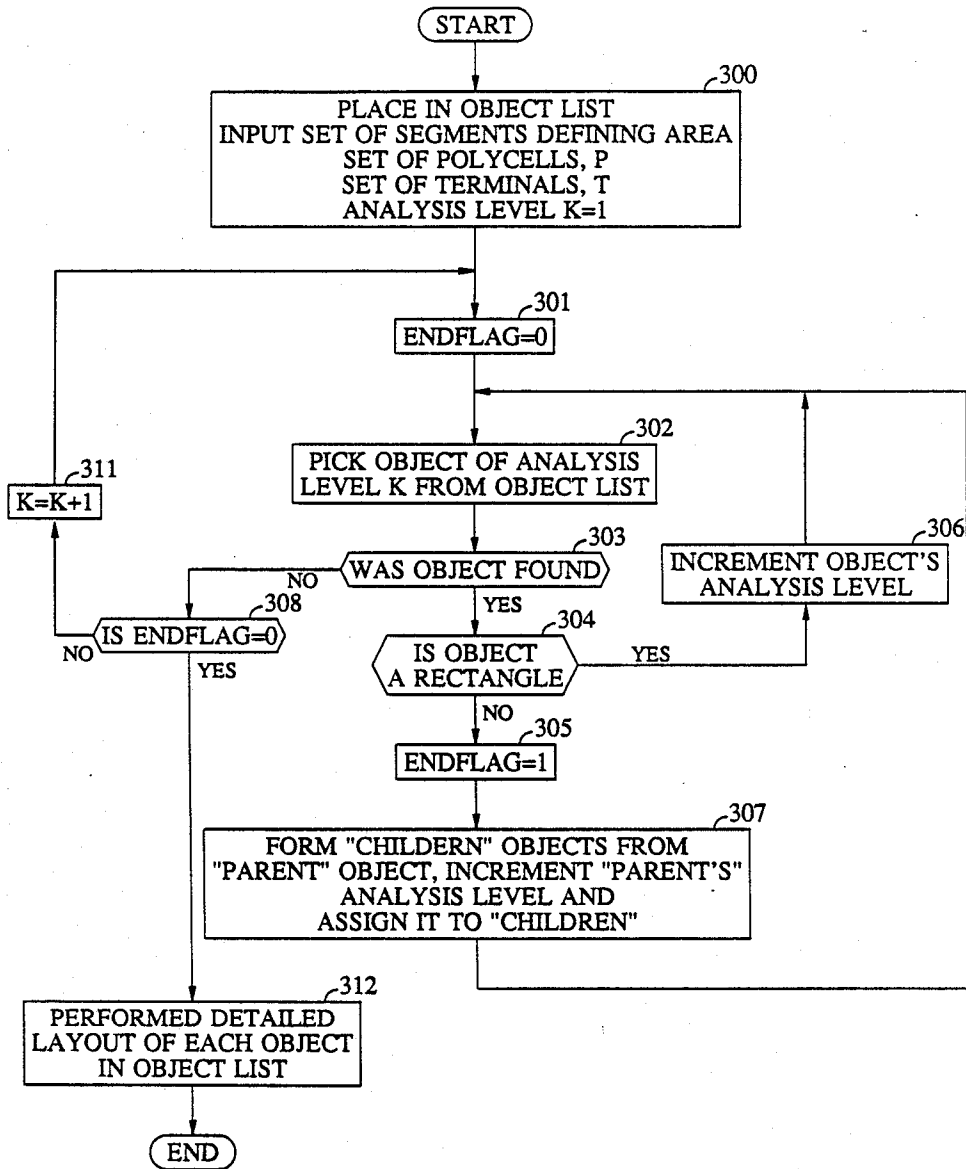 START
300
PLACE IN OBJECT LIST
INPUT SET OF SEGMENTS DEFINING AREA
SET OF POLYCELLS, P
SET OF TERMINALS, T
ANALYSIS LEVEL K=1
301
ENDFLAG=0
302
PICK OBJECT OF ANALYSIS
LEVEL K FROM OBJECT LIST
311
K=K+1
303
WAS OBJECT FOUND
NO
YES
306
INCREMENT OBJECT'S
ANALYSIS LEVEL
308
IS ENDFLAG=0
NO
YES
304
IS OBJECT
A RECTANGLE
YES
NO
305
ENDFLAG=1
307
FORM "CHILDERN" OBJECTS FROM
"PARENT" OBJECT, INCREMENT "PARENT'S"
ANALYSIS LEVEL AND
ASSIGN IT TO "CHILDREN"
312
PERFORMED DETAILED
LAYOUT OF EACH OBJECT
IN OBJECT LIST
END